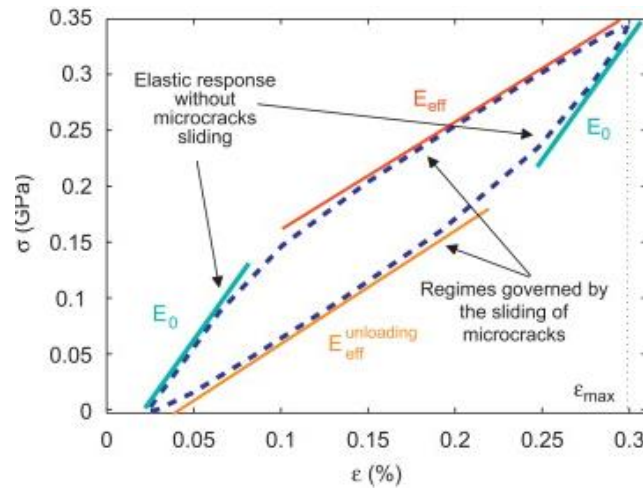 0.35
0.3
0.25
0.2
0.15
0.1
0.05
0
σ (GPa)
Elastic response
without
microcracks
sliding
E_eff
E_0
E_0
Regimes governed by
the sliding of
microcracks
E_eff^unloading
ε_max
0
0.05
0.1
0.15
0.2
0.25
0.3
ε (%)